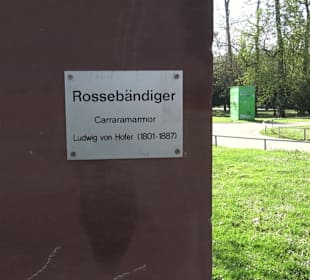 Rossebändiger
Carraramarmor
Ludwig von Hofer (1801-1887)